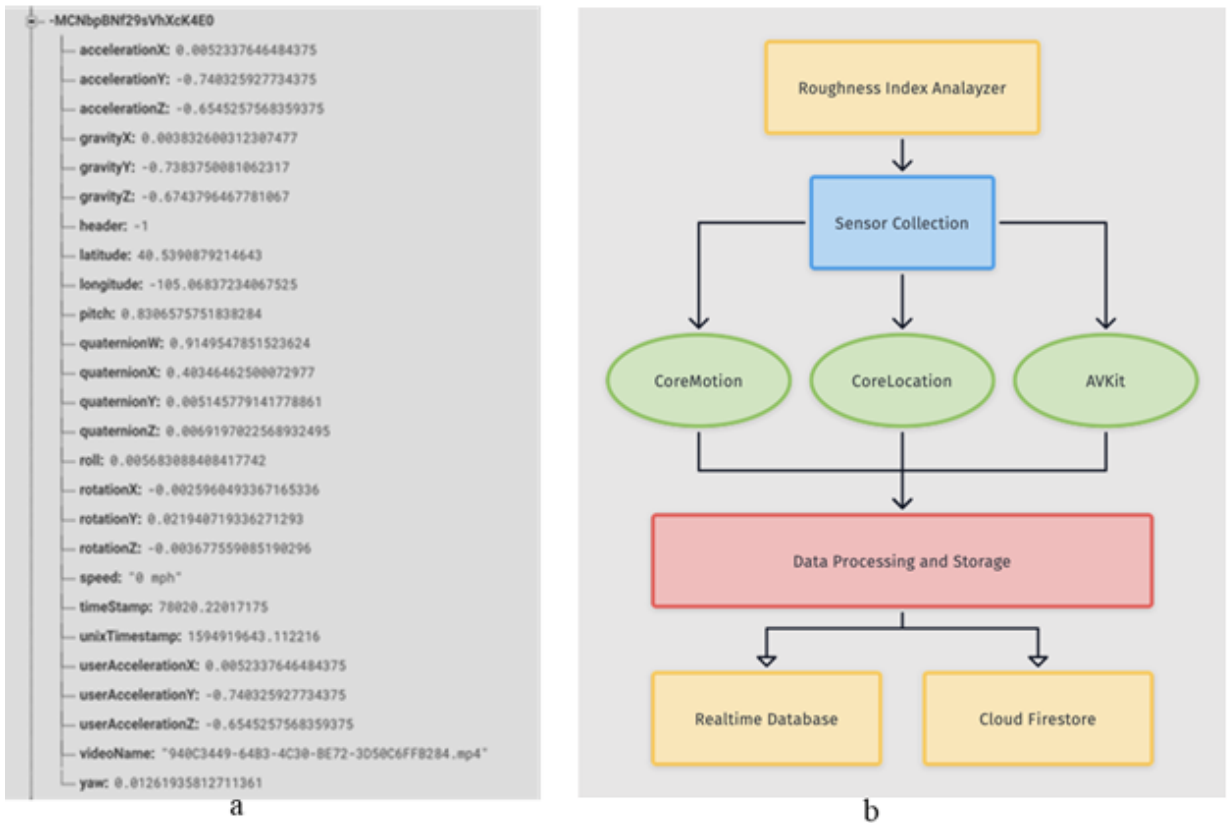 -MCNbpBNf29sVhXcK4E0
accelerationX: 0.0052337646484375
accelerationY: -0.740325927734375
accelerationZ: -0.6545257568359375
gravityX: 0.003832600312307477
gravityY: -0.7383750081062317
gravityZ: -0.6743796467781067
header: -1
latitude: 40.5390879214643
longitude: -105.06837234067525
pitch: 0.8306575751838284
quaternionW: 0.9149547851523624
quaternionX: 0.40346462500072977
quaternionY: 0.005145779141778861
quaternionZ: 0.0069197022568932495
roll: 0.005683088408417742
rotationX: -0.0025960493367165336
rotationY: 0.021940719336271293
rotationZ: -0.003677559085190296
speed: "0 mph"
timeStamp: 78020.22017175
unixTimestamp: 1594919643.112216
userAccelerationX: 0.0052337646484375
userAccelerationY: -0.740325927734375
userAccelerationZ: -0.6545257568359375
videoName: "940C3449-64B3-4C30-BE72-3D50C6FFB284.mp4"
yaw: 0.01261935812711361
a
Roughness Index Analayzer
Sensor Collection
CoreMotion
CoreLocation
AVKit
Data Processing and Storage
Realtime Database
Cloud Firestore
b